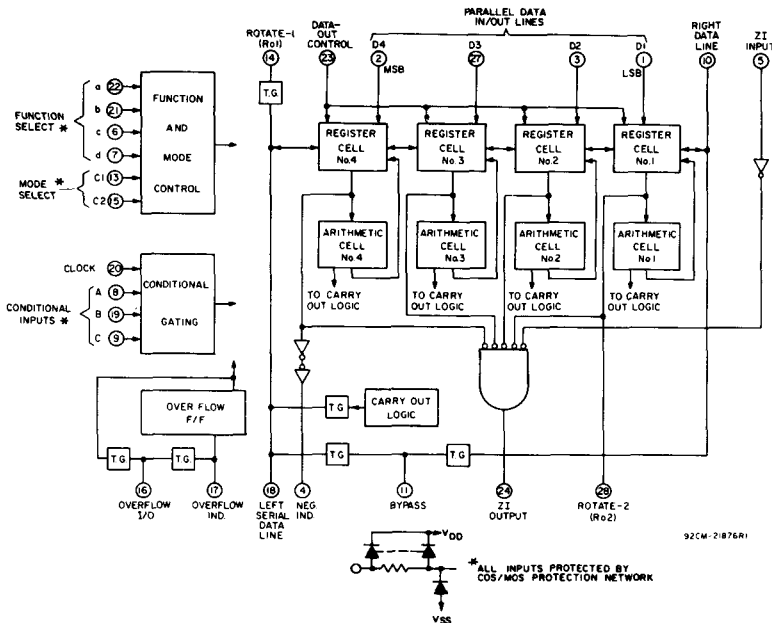 PARALLEL DATA
IN/OUT LINES
ROTATE-1
(Ro1)
14
DATA-
OUT
CONTROL
23
D4
2
MSB
D3
27
D2
3
D1
1
LSB
RIGHT
DATA
LINE
10
ZI
INPUT
5
T.G.
FUNCTION
SELECT *
a 22
b 21
c 6
d 7
MODE *
SELECT
C1 13
C2 15
FUNCTION
AND
MODE
CONTROL
REGISTER
CELL
No.4
REGISTER
CELL
No.3
REGISTER
CELL
No.2
REGISTER
CELL
No.1
ARITHMETIC
CELL
No.4
ARITHMETIC
CELL
No.3
ARITHMETIC
CELL
No.2
ARITHMETIC
CELL
No.1
TO CARRY
OUT LOGIC
TO CARRY
OUT LOGIC
TO CARRY
OUT LOGIC
TO CARRY
OUT LOGIC
CLOCK 20
CONDITIONAL
INPUTS *
A 8
B 19
C 9
CONDITIONAL
GATING
OVER FLOW
F/F
T.G.
T.G.
16
OVERFLOW
I/O
17
OVERFLOW
IND.
T.G.
CARRY OUT
LOGIC
T.G.
T.G.
18
LEFT
SERIAL
DATA
LINE
4
NEG.
IND.
11
BYPASS
24
ZI
OUTPUT
28
ROTATE-2
(Ro2)
92CM-21876R1
VDD
VSS
*ALL INPUTS PROTECTED BY
COS/MOS PROTECTION NETWORK